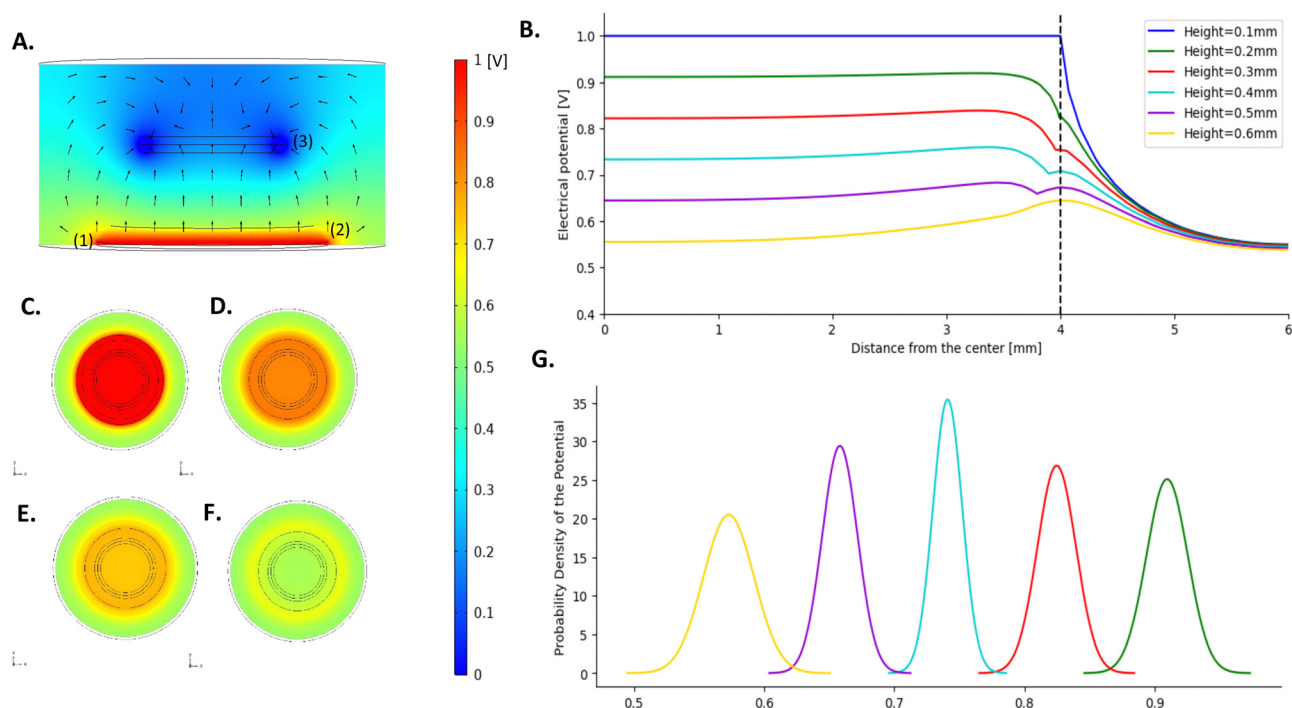 A.
1 [V]
0.9
0.8
0.7
0.6
0.5
0.4
0.3
0.2
0.1
0
(3)
(1)
(2)
B.
Electrical potential [V]
1.0
0.9
0.8
0.7
0.6
0.5
0.4
0
1
2
3
4
5
6
Distance from the center [mm]
Height=0.1mm
Height=0.2mm
Height=0.3mm
Height=0.4mm
Height=0.5mm
Height=0.6mm
C.
D.
y
x
y
x
E.
F.
y
x
y
x
G.
Probability Density of the Potential
35
30
25
20
15
10
5
0
0.5
0.6
0.7
0.8
0.9